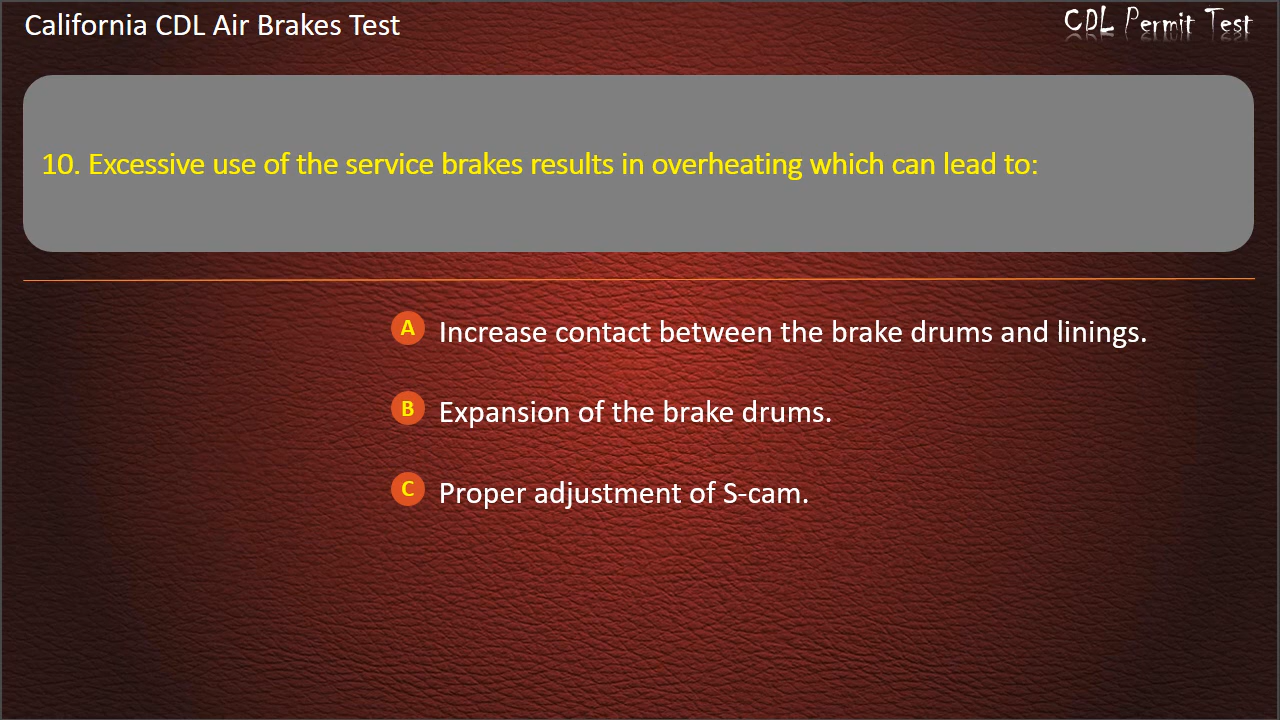 California CDL Air Brakes Test
CDL Permit Test
10. Excessive use of the service brakes results in overheating which can lead to:
A Increase contact between the brake drums and linings.
B Expansion of the brake drums.
C Proper adjustment of S-cam.